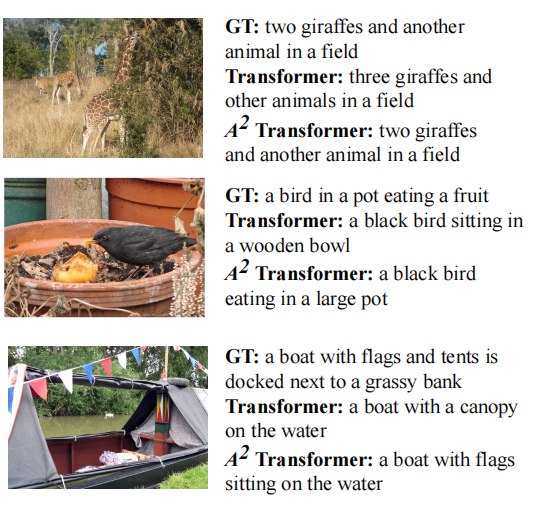 GT: two giraffes and another
animal in a field
Transformer: three giraffes and
other animals in a field
A² Transformer: two giraffes
and another animal in a field
GT: a bird in a pot eating a fruit
Transformer: a black bird sitting in
a wooden bowl
A² Transformer: a black bird
eating in a large pot
GT: a boat with flags and tents is
docked next to a grassy bank
Transformer: a boat with a canopy
on the water
A² Transformer: a boat with flags
sitting on the water